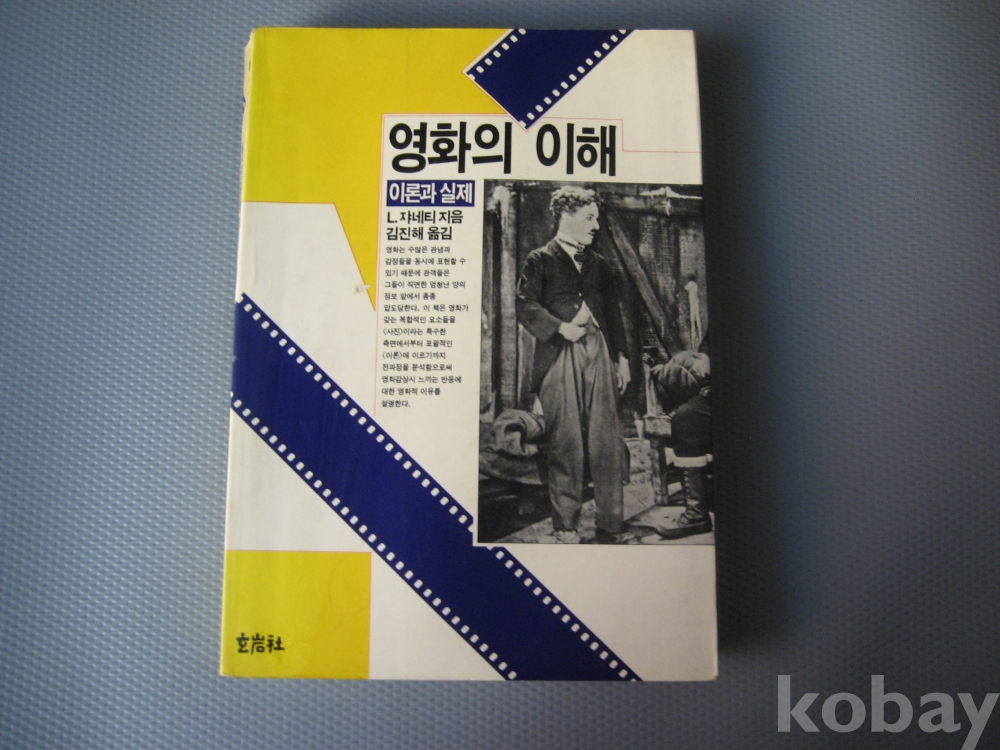 영화의 이해
이론과 실제
L. 쟈네티 지음
김진해 옮김
영화는 수많은 관념과
감정들을 동시에 표현할 수
있기 때문에 관객들은
그들이 직면한 엄청난 양의
정보 앞에서 종종
압도당한다. 이 책은 영화가
갖는 복합적인 요소들을
〈사진〉이라는 특수한
측면에서부터 포괄적인
〈이론〉에 이르기까지
전과정을 분석함으로써
영화감상시 느끼는 반응에
대한 영화적 이유를
설명한다.
玄岩社
kobay